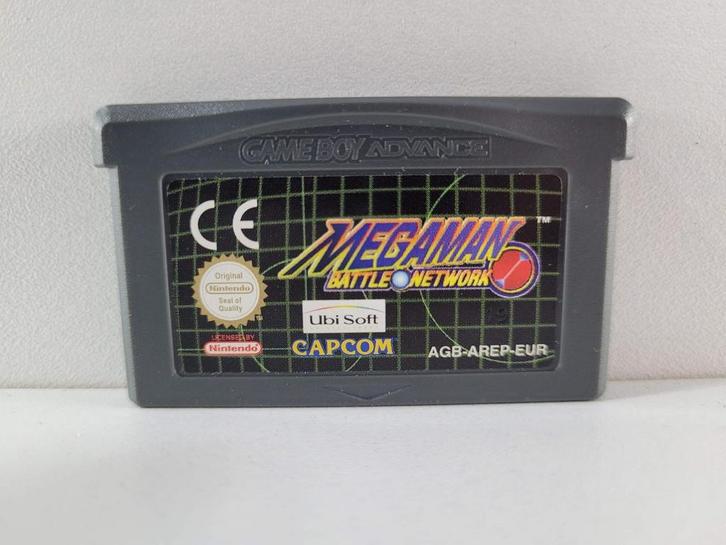 GAME BOY ADVANCE
CE
MEGAMAN ™
BATTLE NETWORK
Original
Nintendo
Seal of
Quality
Ubi Soft
LICENSED BY
Nintendo
CAPCOM
AGB-AREP-EUR